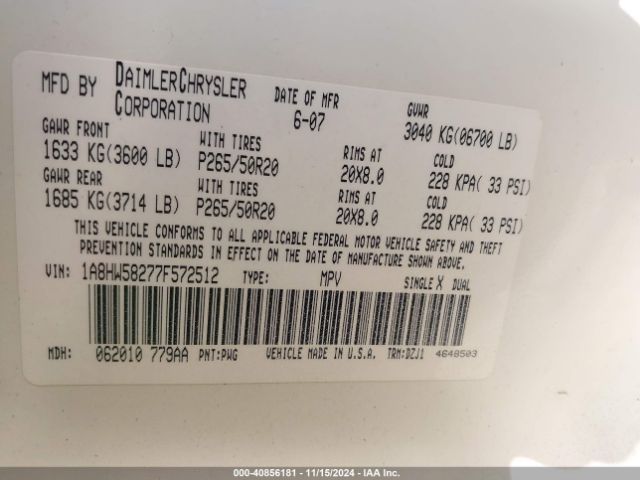 MFD BY DAIMLERCHRYSLER CORPORATION DATE OF MFR 6-07 GVWR 3040 KG(06700 LB)
GAWR FRONT WITH TIRES RIMS AT COLD
1633 KG(3600 LB) P265/50R20 20X8.0 228 KPA( 33 PSI)
GAWR REAR WITH TIRES RIMS AT COLD
1685 KG(3714 LB) P265/50R20 20X8.0 228 KPA( 33 PSI)
THIS VEHICLE CONFORMS TO ALL APPLICABLE FEDERAL MOTOR VEHICLE SAFETY AND THEFT
PREVENTION STANDARDS IN EFFECT ON THE DATE OF MANUFACTURE SHOWN ABOVE.
VIN: 1A8HW58277F572512 TYPE: MPV SINGLE X DUAL
MDH: 062010 779AA PNT:PWG VEHICLE MADE IN U.S.A. TRM:DZJ1 4648503
000-40856181 - 11/15/2024 - IAA Inc.